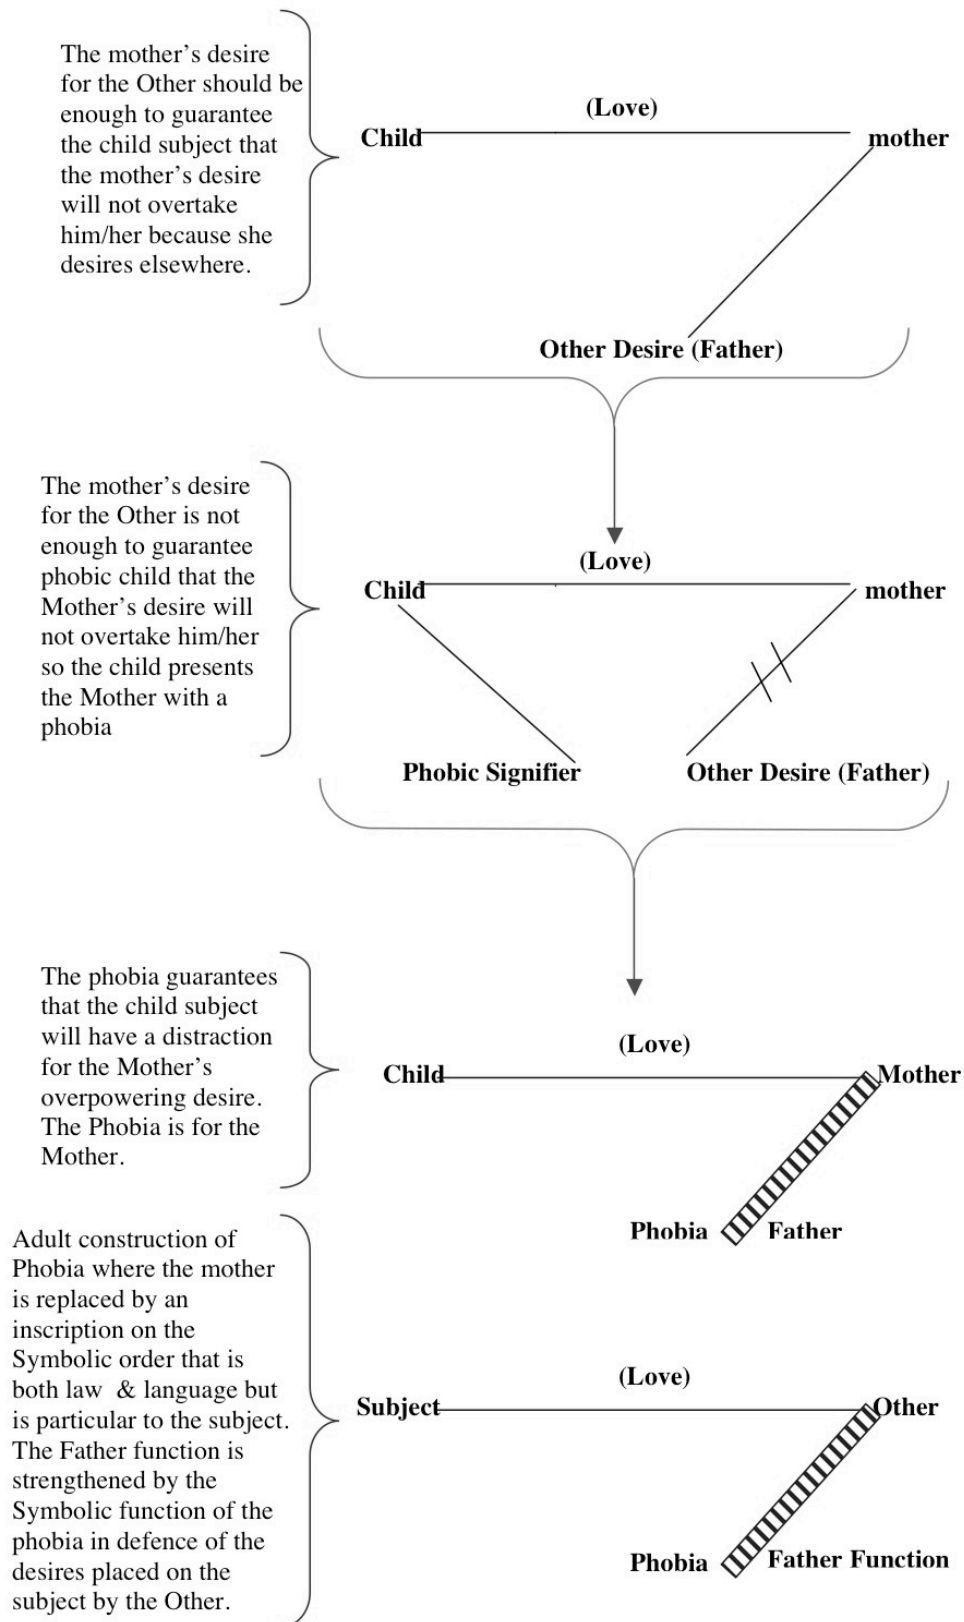 The mother’s desire
for the Other should be
enough to guarantee
the child subject that
the mother’s desire
will not overtake
him/her because she
desires elsewhere.
(Love)
Child
mother
Other Desire (Father)
The mother’s desire
for the Other is not
enough to guarantee
phobic child that the
Mother’s desire will
not overtake him/her
so the child presents
the Mother with a
phobia
(Love)
Child
mother
Phobic Signifier
Other Desire (Father)
The phobia guarantees
that the child subject
will have a distraction
for the Mother’s
overpowering desire.
The Phobia is for the
Mother.
(Love)
Child
Mother
Phobia
Father
Adult construction of
Phobia where the mother
is replaced by an
inscription on the
Symbolic order that is
both law & language but
is particular to the subject.
The Father function is
strengthened by the
Symbolic function of the
phobia in defence of the
desires placed on the
subject by the Other.
(Love)
Subject
Other
Phobia
Father Function